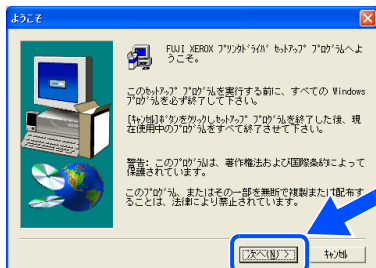 ようこそ
FUJI XEROX ﾌﾟﾘﾝﾀﾄﾞﾗｲﾊﾞ ｾｯﾄｱｯﾌﾟ ﾌﾟﾛｸﾞﾗﾑへよ
うこそ。
このｾｯﾄｱｯﾌﾟ ﾌﾟﾛｸﾞﾗﾑを実行する前に、すべての Windows
ﾌﾟﾛｸﾞﾗﾑを必ず終了して下さい。
[ｷｬﾝｾﾙ]ﾎﾞﾀﾝをｸﾘｯｸしｾｯﾄｱｯﾌﾟ ﾌﾟﾛｸﾞﾗﾑを終了した後、現
在使用中のﾌﾟﾛｸﾞﾗﾑをすべて終了させて下さい。
警告: このﾌﾟﾛｸﾞﾗﾑは、著作権法および国際条約によって
保護されています。
このﾌﾟﾛｸﾞﾗﾑ、またはその一部を無断で複製または配布す
ることは、法律により禁止されています。
次へ(N) >
ｷｬﾝｾﾙ